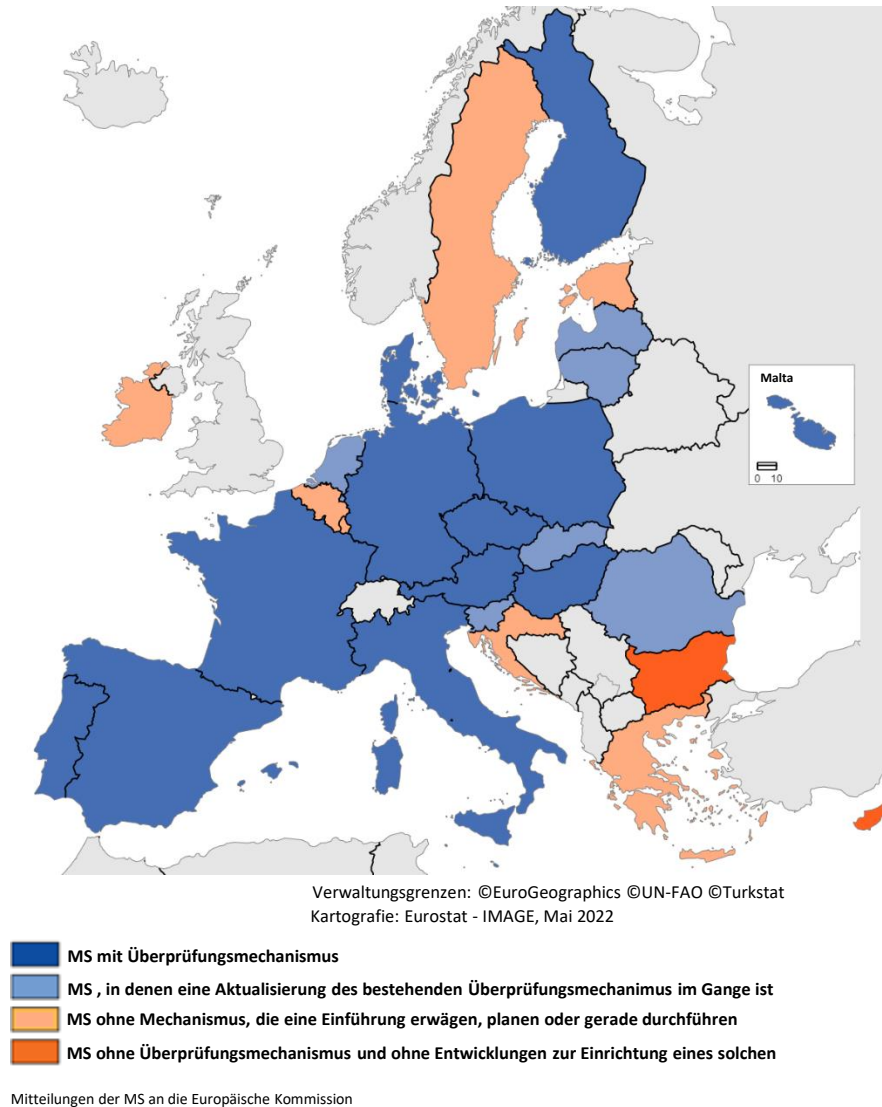 Malta
0 10
Verwaltungsgrenzen: ©EuroGeographics ©UN-FAO ©Turkstat
Kartografie: Eurostat - IMAGE, Mai 2022
MS mit Überprüfungsmechanismus
MS , in denen eine Aktualisierung des bestehenden Überprüfungsmechanimus im Gange ist
MS ohne Mechanismus, die eine Einführung erwägen, planen oder gerade durchführen
MS ohne Überprüfungsmechanismus und ohne Entwicklungen zur Einrichtung eines solchen
Mitteilungen der MS an die Europäische Kommission